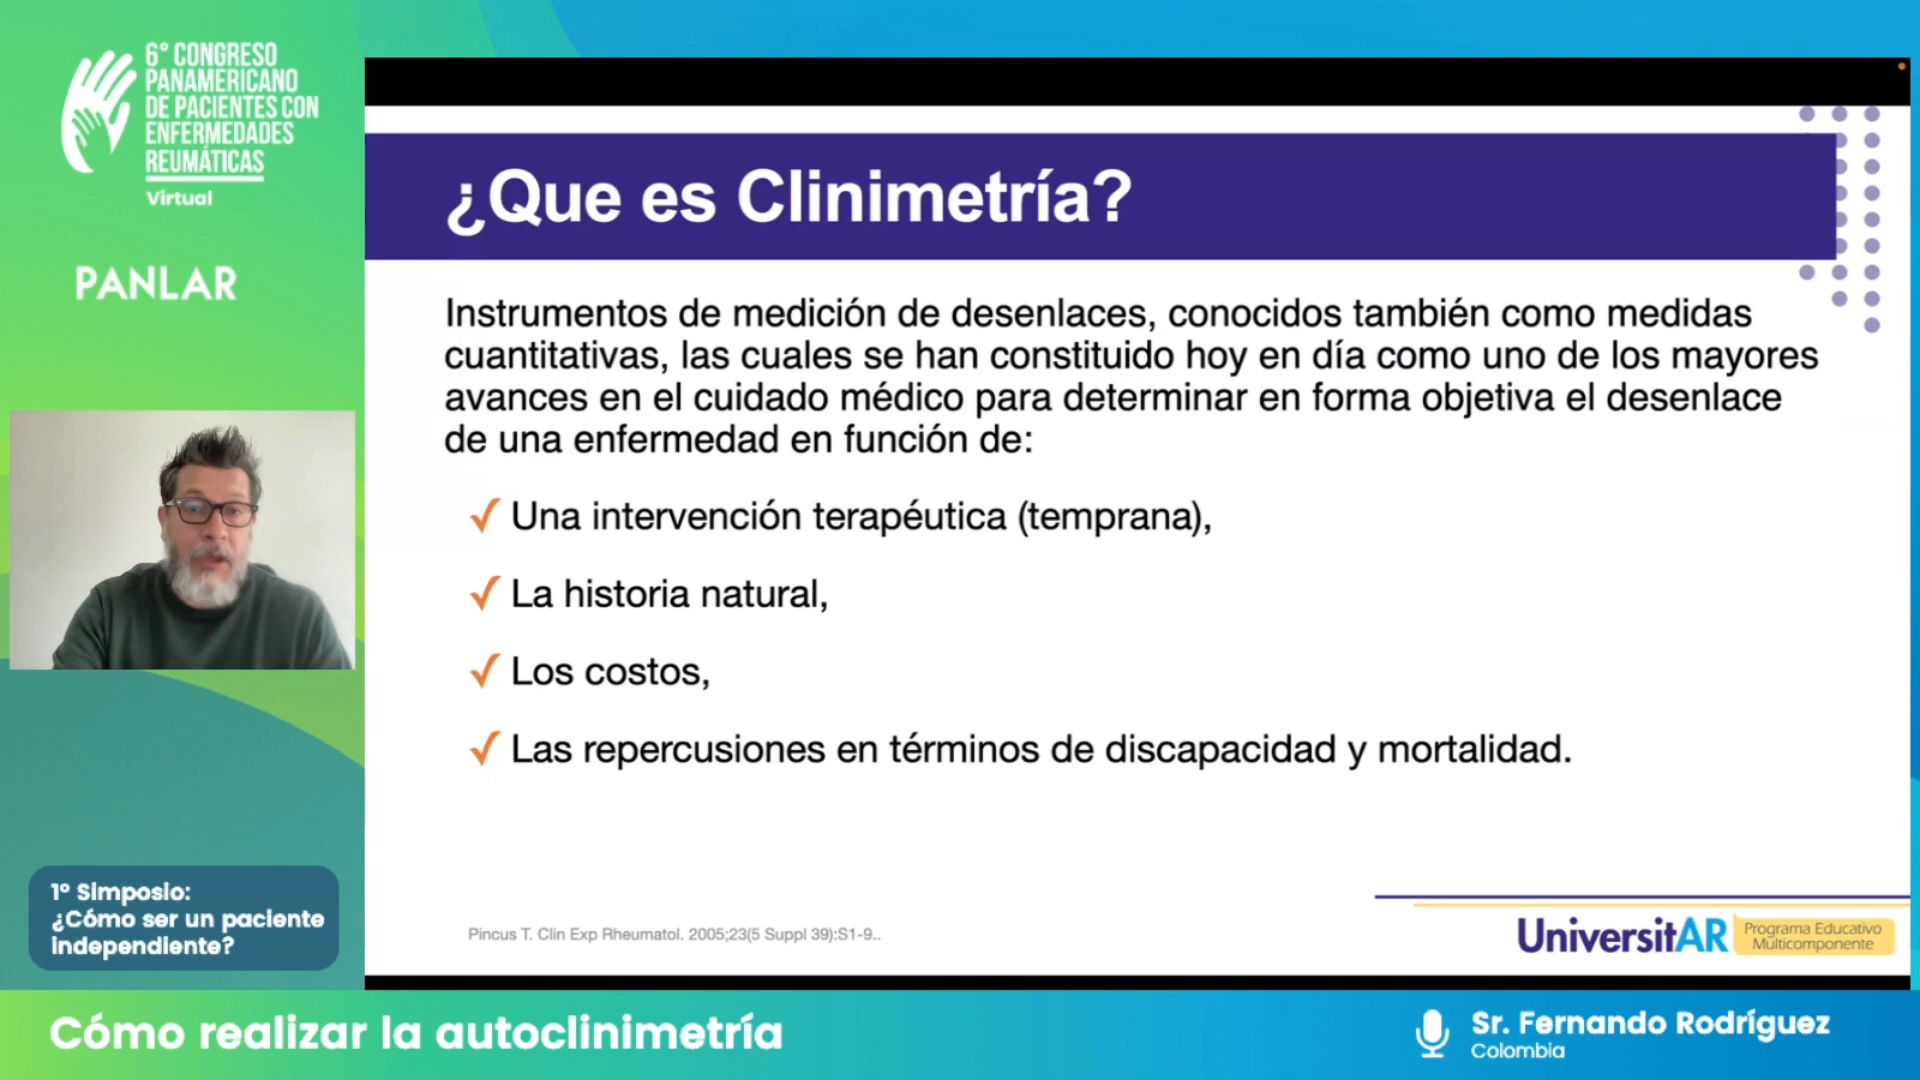 6° CONGRESO
PANAMERICANO
DE PACIENTES CON
ENFERMEDADES
REUMÁTICAS
Virtual
PANLAR
¿Que es Clinimetría?
Instrumentos de medición de desenlaces, conocidos también como medidas
cuantitativas, las cuales se han constituido hoy en día como uno de los mayores
avances en el cuidado médico para determinar en forma objetiva el desenlace
de una enfermedad en función de:
✓ Una intervención terapéutica (temprana),
✓ La historia natural,
✓ Los costos,
✓ Las repercusiones en términos de discapacidad y mortalidad.
Pincus T. Clin Exp Rheumatol. 2005;23(5 Suppl 39):S1-9..
UniversitAR
Programa Educativo
Multicomponente
1° Simposio:
¿Cómo ser un paciente
independiente?
Cómo realizar la autoclinimetría
Sr. Fernando Rodríguez
Colombia